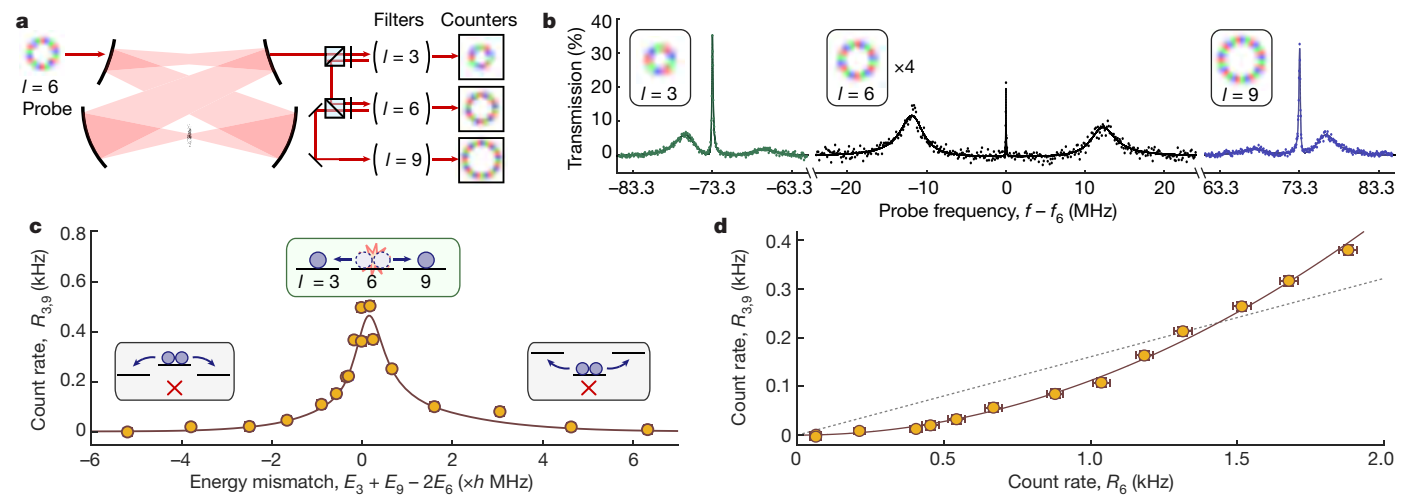 a
Filters
Counters
l = 6
Probe
( l = 3 )
( l = 6 )
( l = 9 )
b
Transmission (%)
40
30
20
10
0
l = 3
l = 6
×4
l = 9
−83.3
−73.3
−63.3
−20
−10
0
10
20
63.3
73.3
83.3
Probe frequency, f – f₆ (MHz)
c
Count rate, R₃,₉ (kHz)
0.8
0.6
0.4
0.2
0
l = 3
6
9
−6
−4
−2
0
2
4
6
Energy mismatch, E₃ + E₉ – 2E₆ (×h MHz)
d
Count rate, R₃,₉ (kHz)
0.4
0.3
0.2
0.1
0
0
0.5
1.0
1.5
2.0
Count rate, R₆ (kHz)